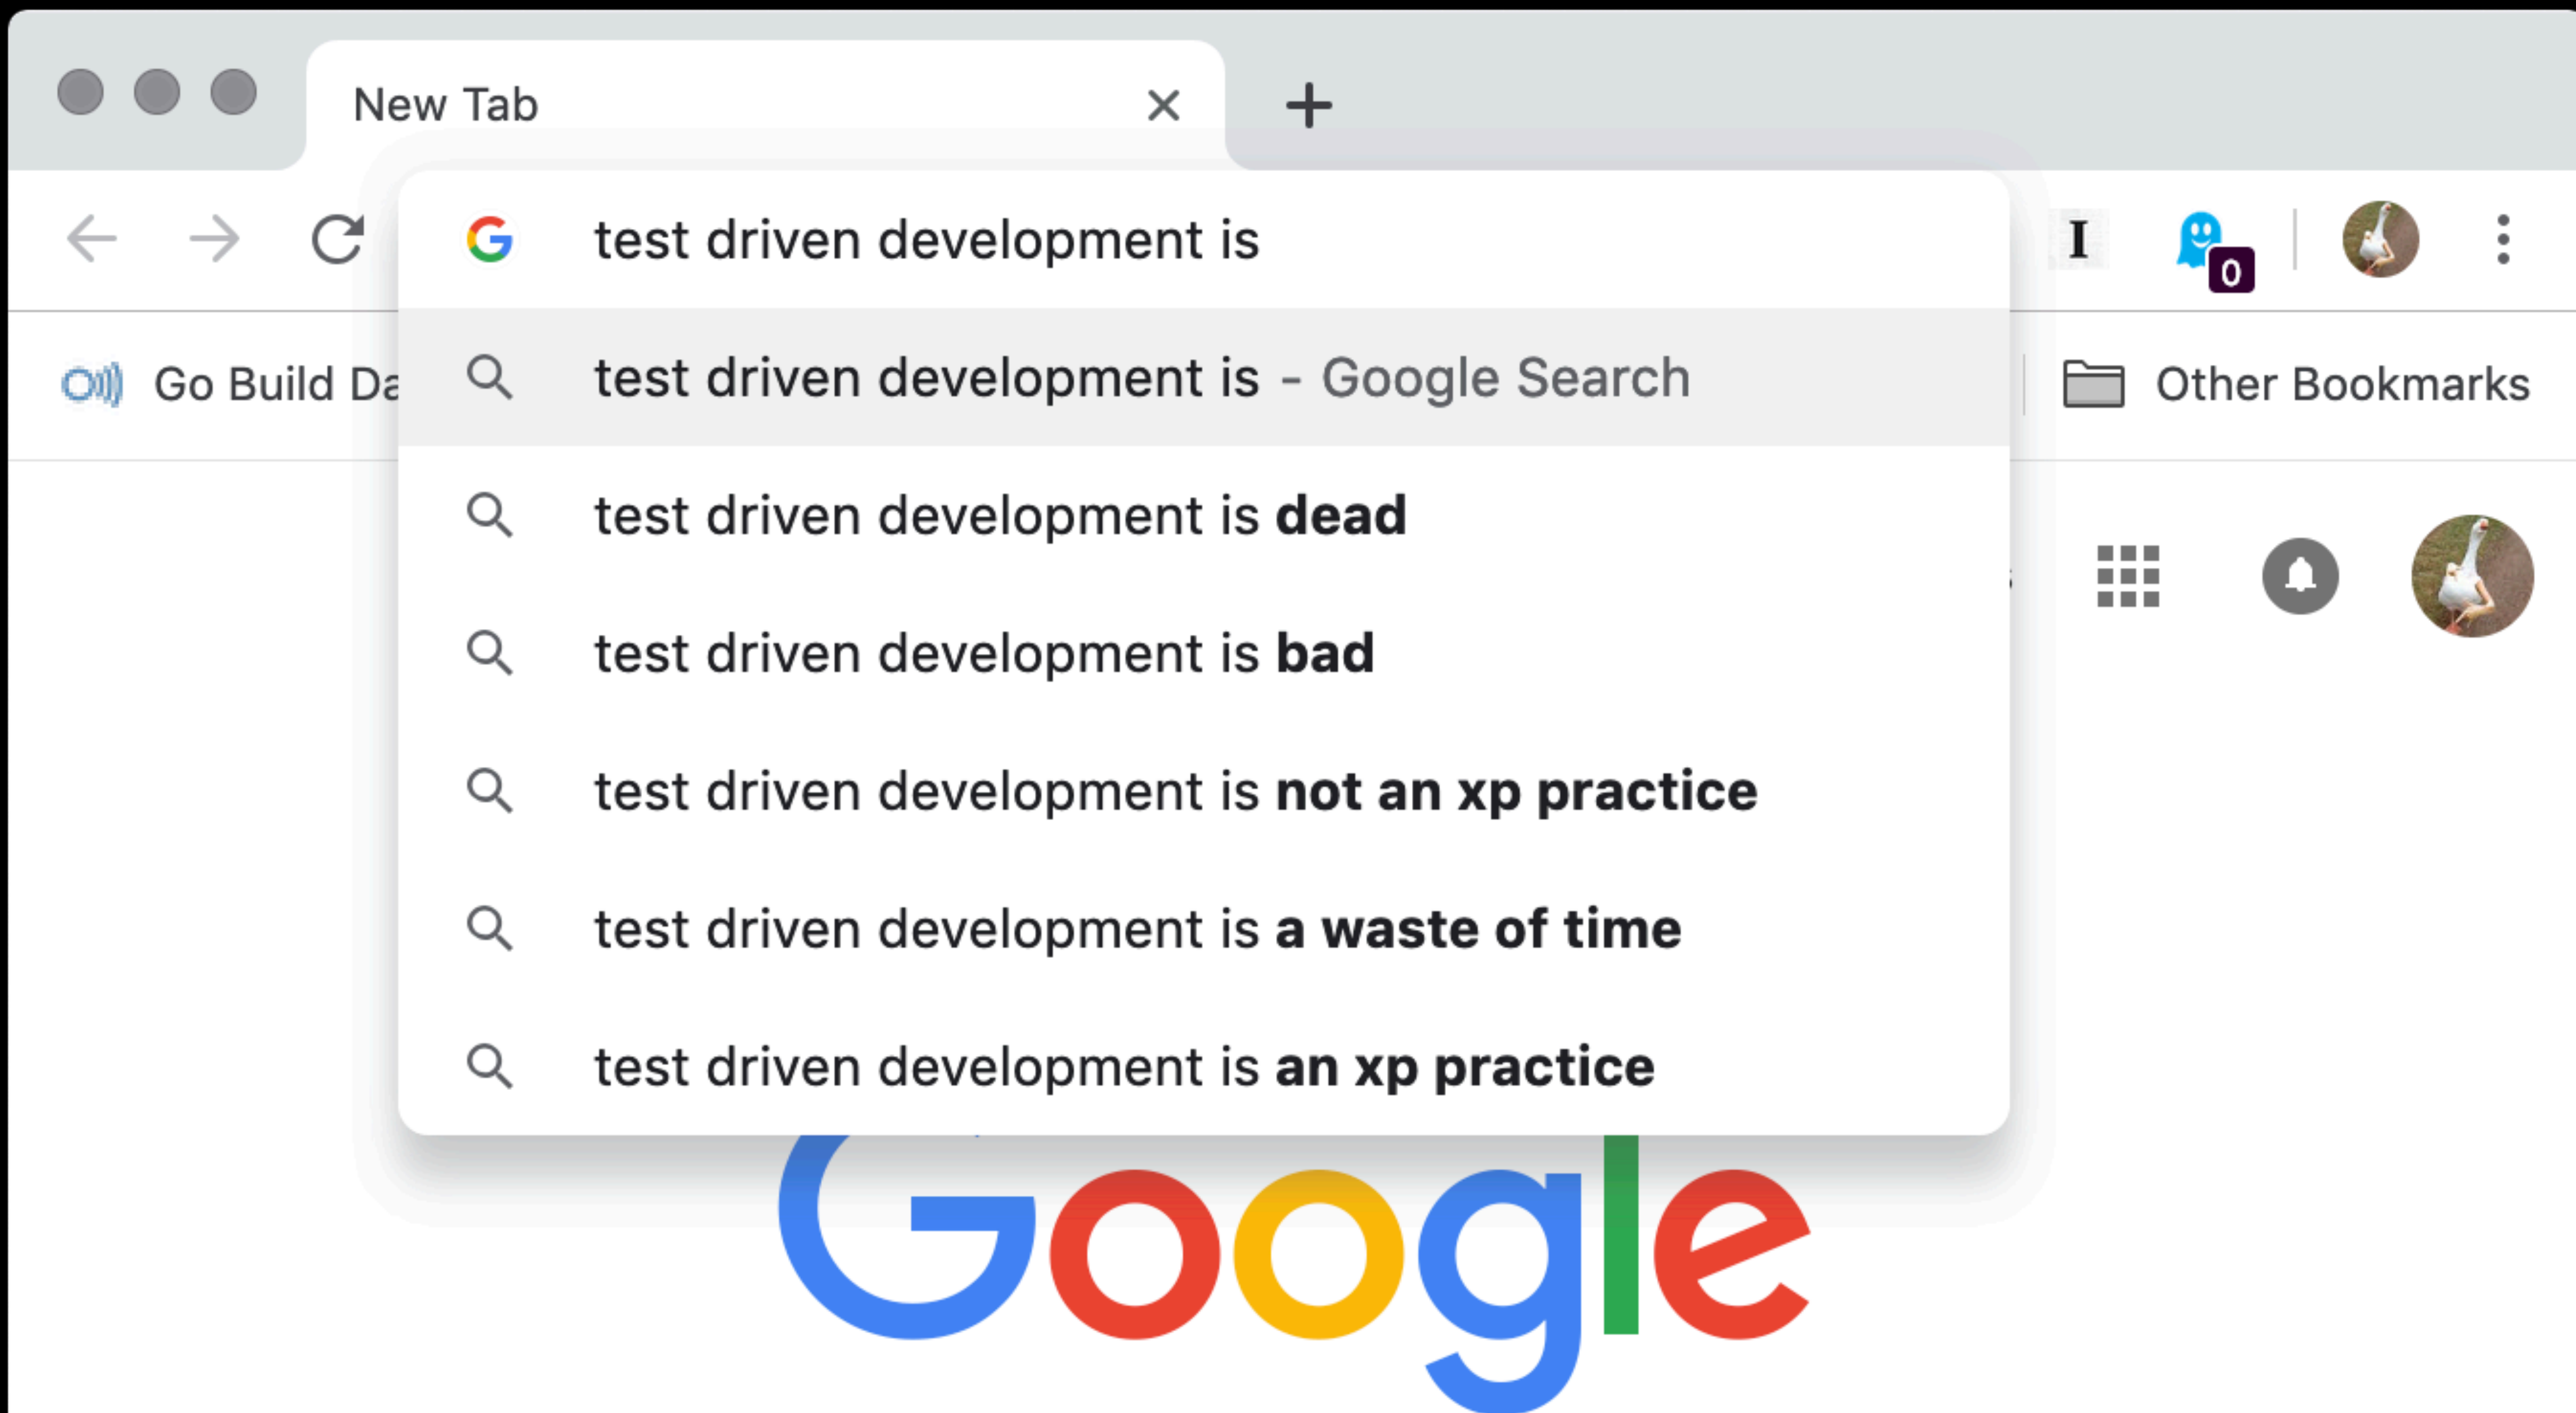 New Tab
test driven development is
test driven development is - Google Search
Go Build Da
Other Bookmarks
test driven development is dead
test driven development is bad
test driven development is not an xp practice
test driven development is a waste of time
test driven development is an xp practice
I
0
Google